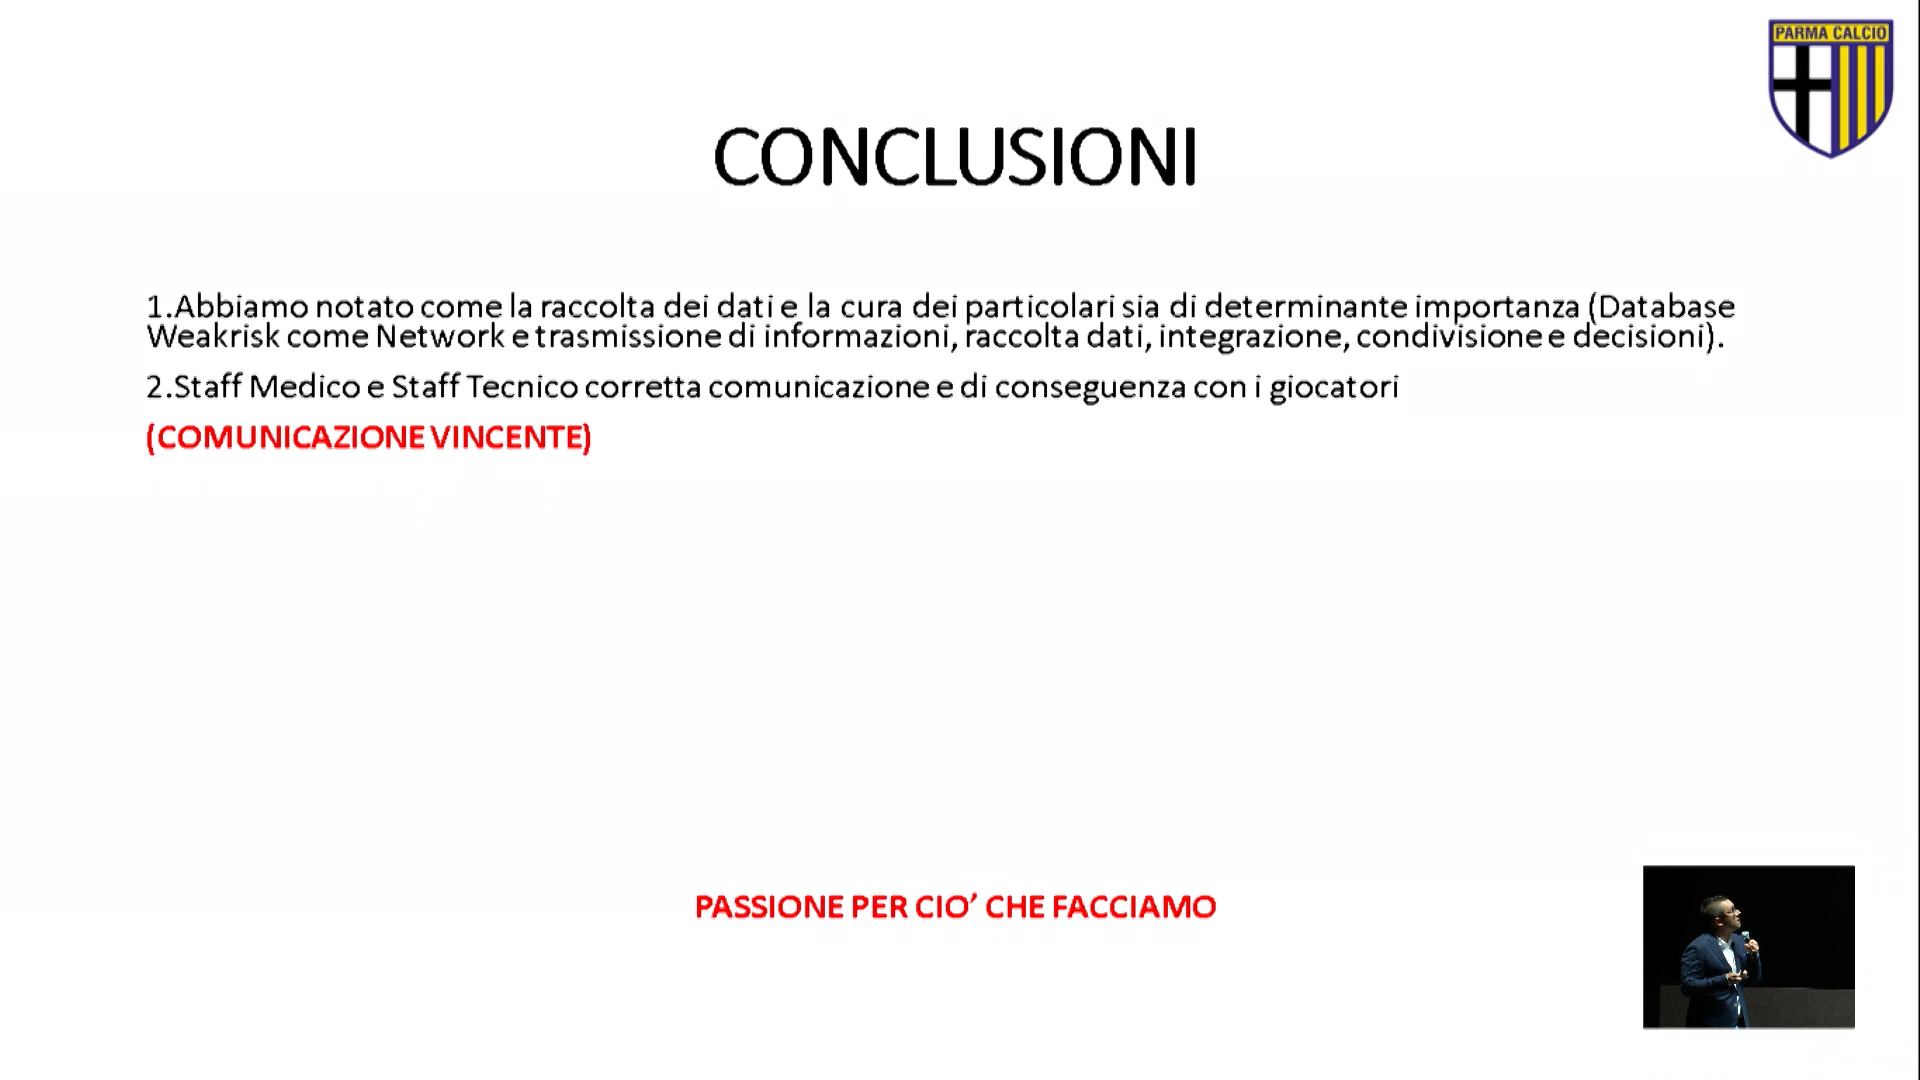 PARMA CALCIO
CONCLUSIONI
1.Abbiamo notato come la raccolta dei dati e la cura dei particolari sia di determinante importanza (Database
Weakrisk come Network e trasmissione di informazioni, raccolta dati, integrazione, condivisione e decisioni).
2.Staff Medico e Staff Tecnico corretta comunicazione e di conseguenza con i giocatori
(COMUNICAZIONE VINCENTE)
PASSIONE PER CIO’ CHE FACCIAMO